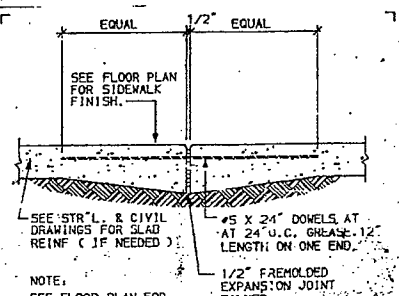 EQUAL 1/2" EQUAL
SEE FLOOR PLAN
FOR SIDEWALK
FINISH.
SEE STR'L. & CIVIL
DRAWINGS FOR SLAB
REINF ( IF NEEDED )
#5 X 24" DOWELS AT
AT 24" O.C. GREASE 12"
LENGTH ON ONE END.
1/2" PREMOLDED
EXPANSION JOINT
NOTE:
SEE FLOOR PLAN FOR